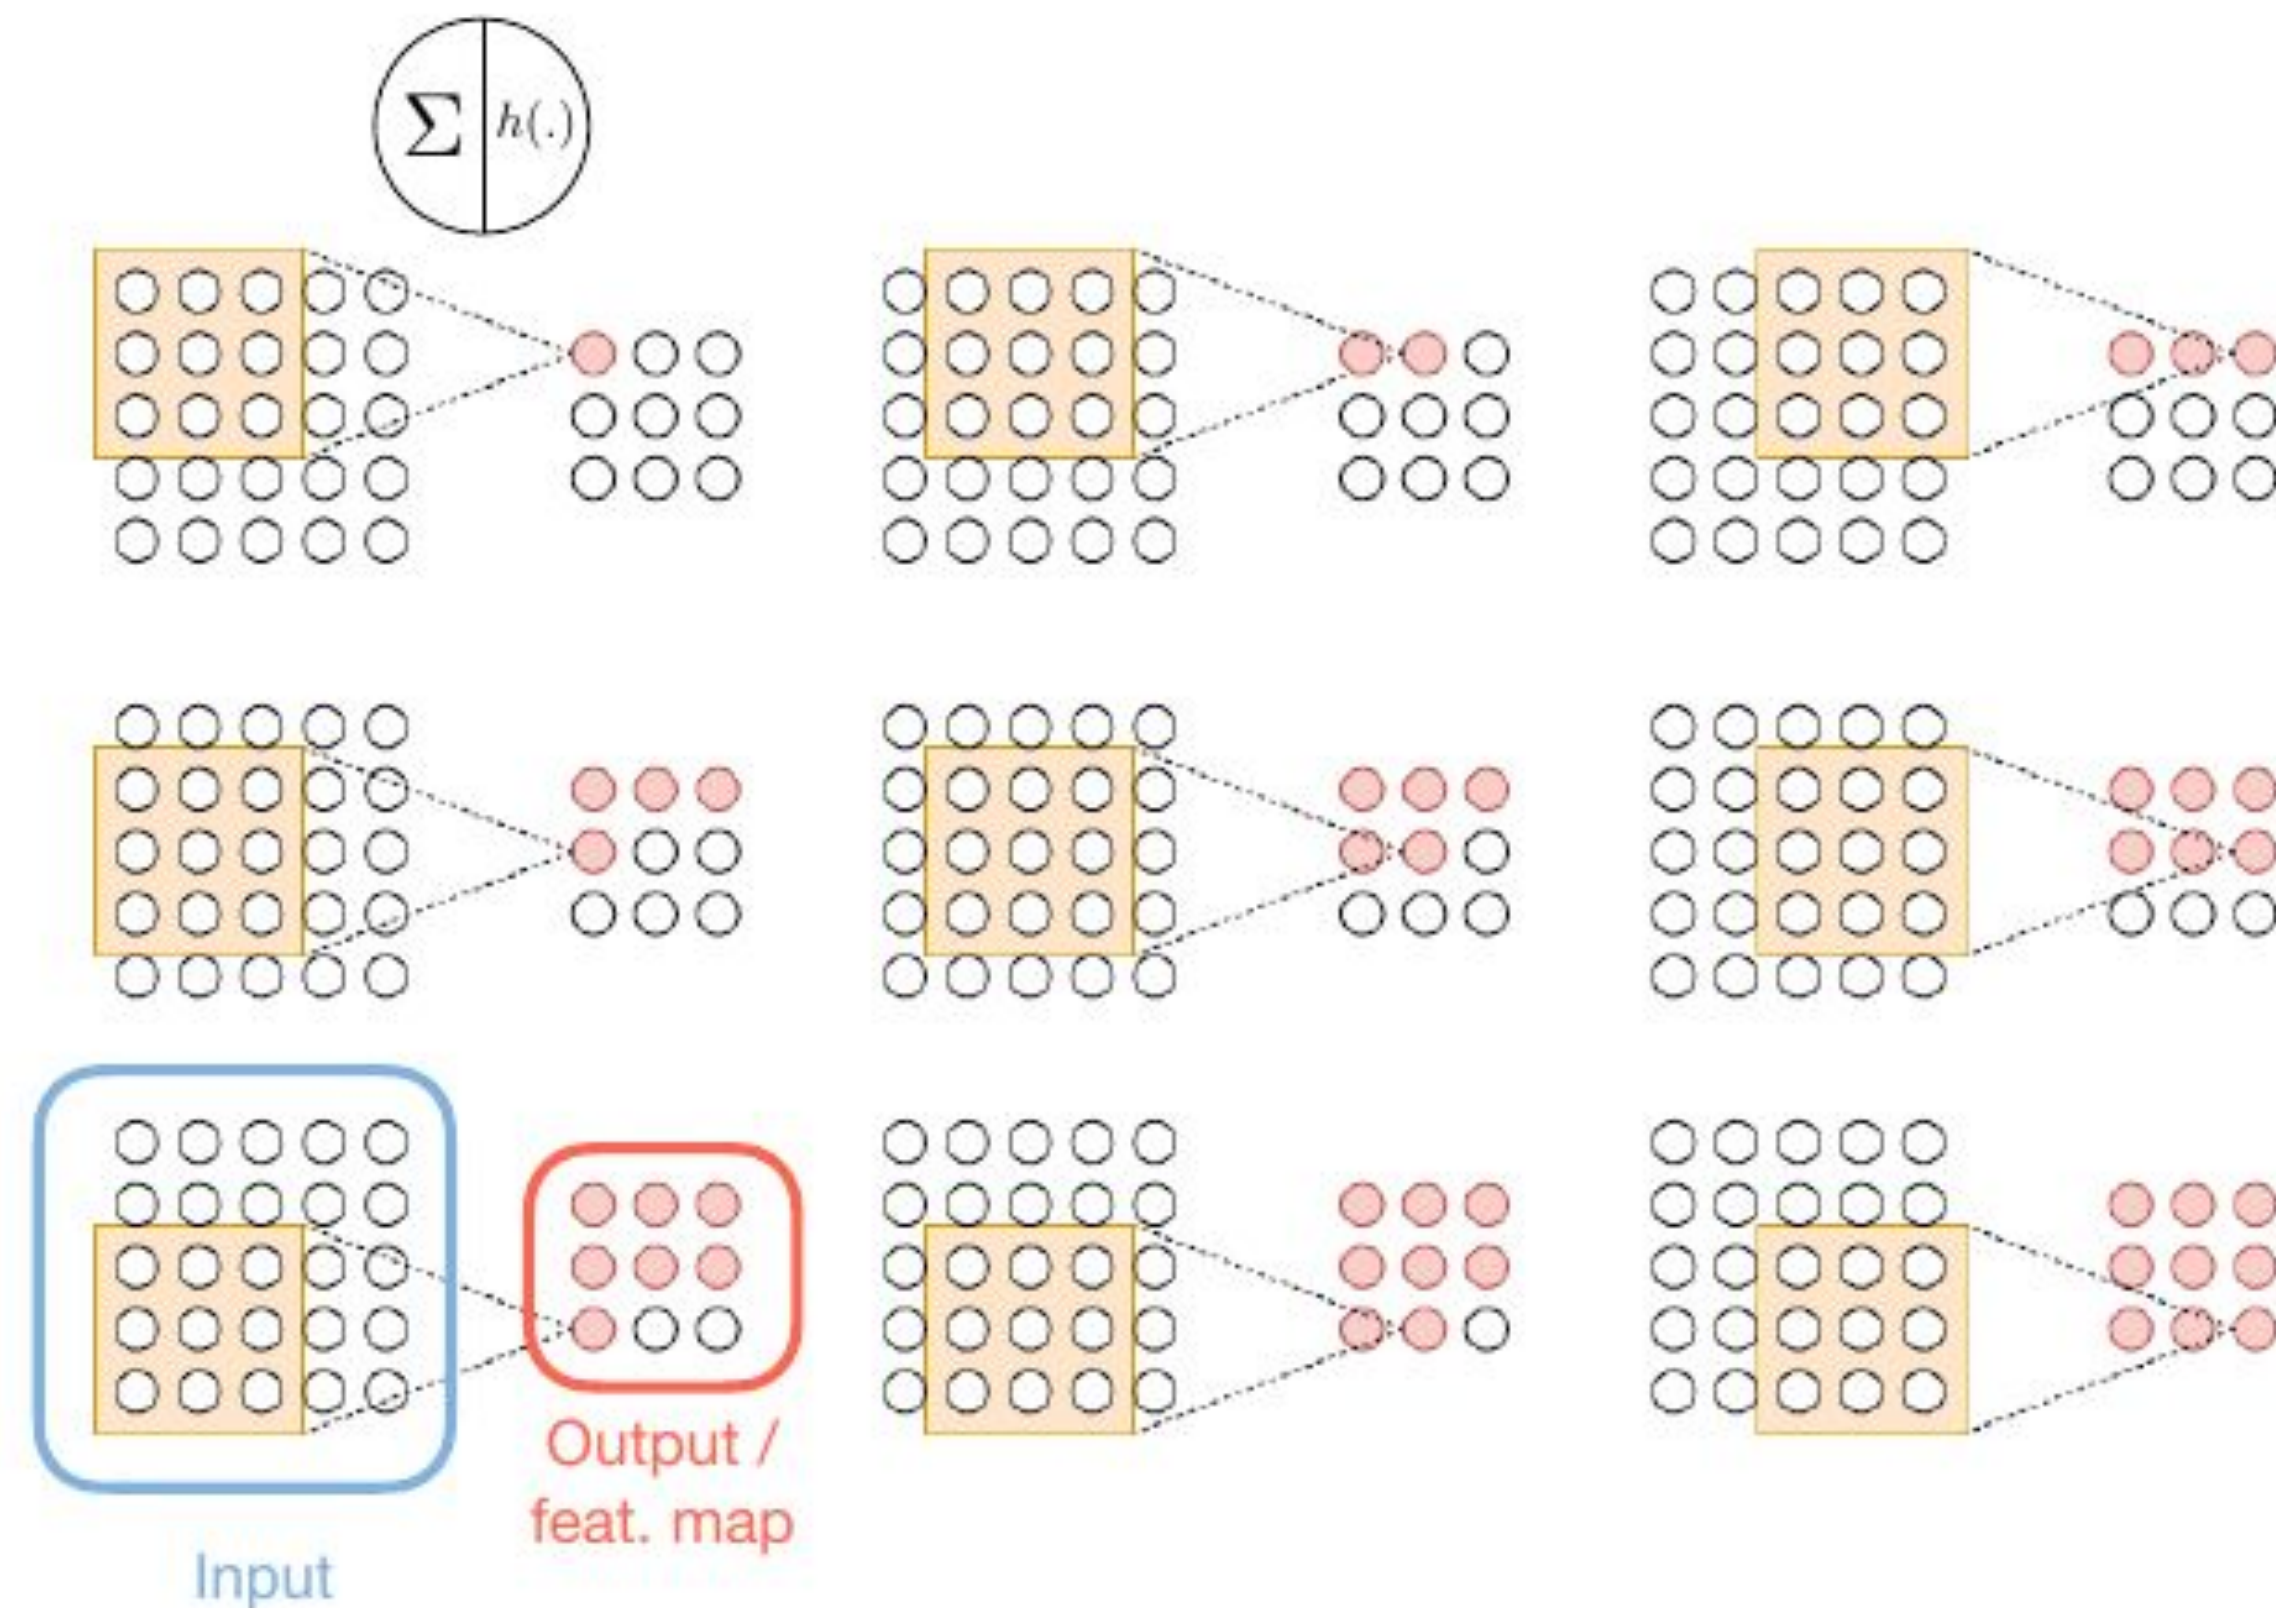 ∑ h(.)
Output /
feat. map
Input